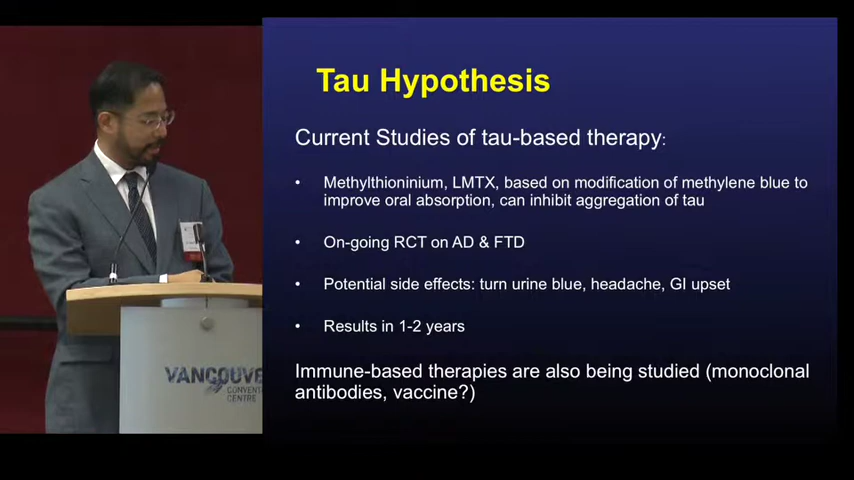 Tau Hypothesis
Current Studies of tau-based therapy:
• Methylthioninium, LMTX, based on modification of methylene blue to
improve oral absorption, can inhibit aggregation of tau
• On-going RCT on AD & FTD
• Potential side effects: turn urine blue, headache, GI upset
• Results in 1-2 years
Immune-based therapies are also being studied (monoclonal
antibodies, vaccine?)
VANCOUVE
CONVENT
CENTRE